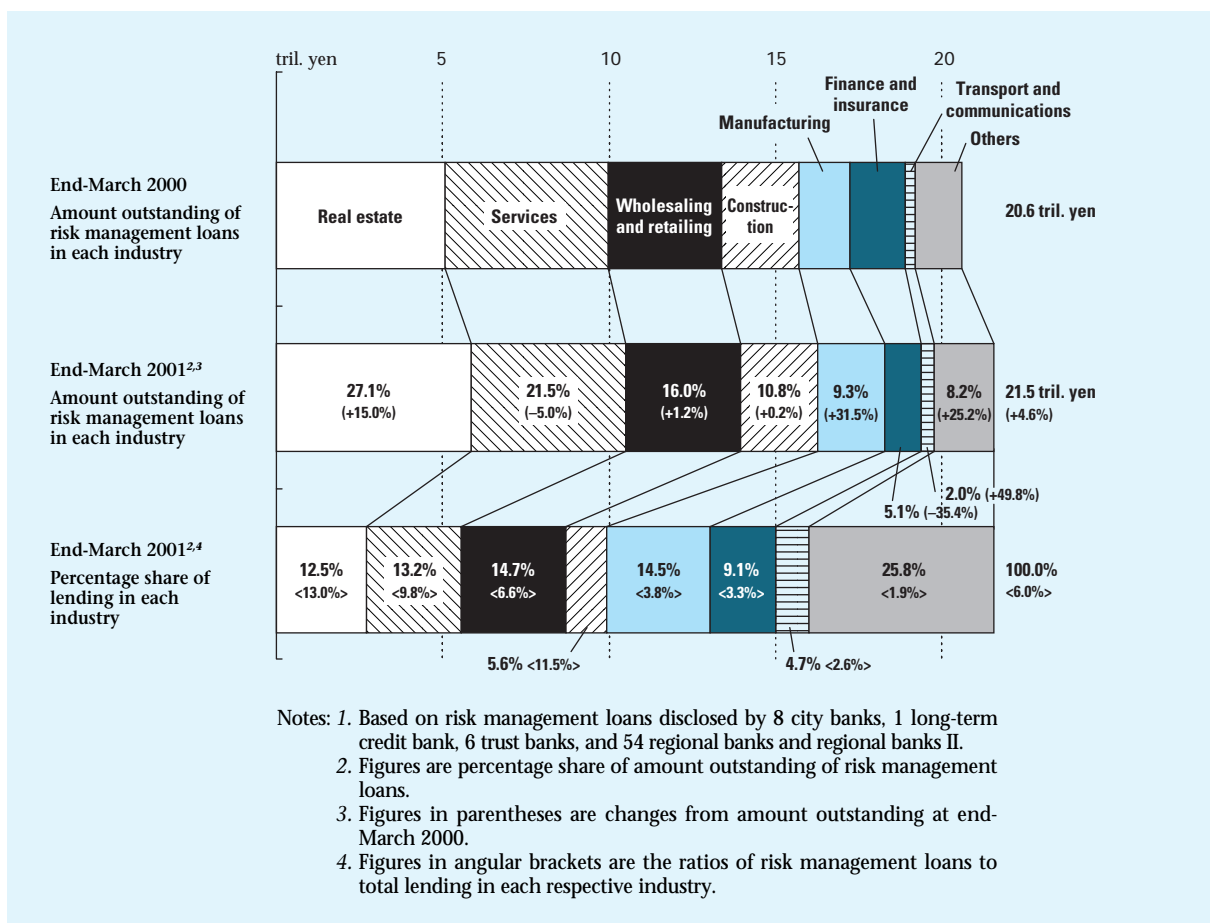 tril. yen 5 10 15 20
Finance and
insurance
Transport and
communications
Manufacturing
Others
End-March 2000
Amount outstanding of
risk management loans
in each industry
Real estate
Services
Wholesaling
and retailing
Construc-
tion
20.6 tril. yen
End-March 20012,3
Amount outstanding of
risk management loans
in each industry
27.1%
(+15.0%)
21.5%
(–5.0%)
16.0%
(+1.2%)
10.8%
(+0.2%)
9.3%
(+31.5%)
8.2%
(+25.2%)
21.5 tril. yen
(+4.6%)
2.0% (+49.8%)
5.1% (–35.4%)
End-March 20012,4
Percentage share of
lending in each
industry
12.5%
<13.0%>
13.2%
<9.8%>
14.7%
<6.6%>
14.5%
<3.8%>
9.1%
<3.3%>
25.8%
<1.9%>
100.0%
<6.0%>
5.6% <11.5%>
4.7% <2.6%>
Notes: 1. Based on risk management loans disclosed by 8 city banks, 1 long-term
credit bank, 6 trust banks, and 54 regional banks and regional banks II.
2. Figures are percentage share of amount outstanding of risk management
loans.
3. Figures in parentheses are changes from amount outstanding at end-
March 2000.
4. Figures in angular brackets are the ratios of risk management loans to
total lending in each respective industry.